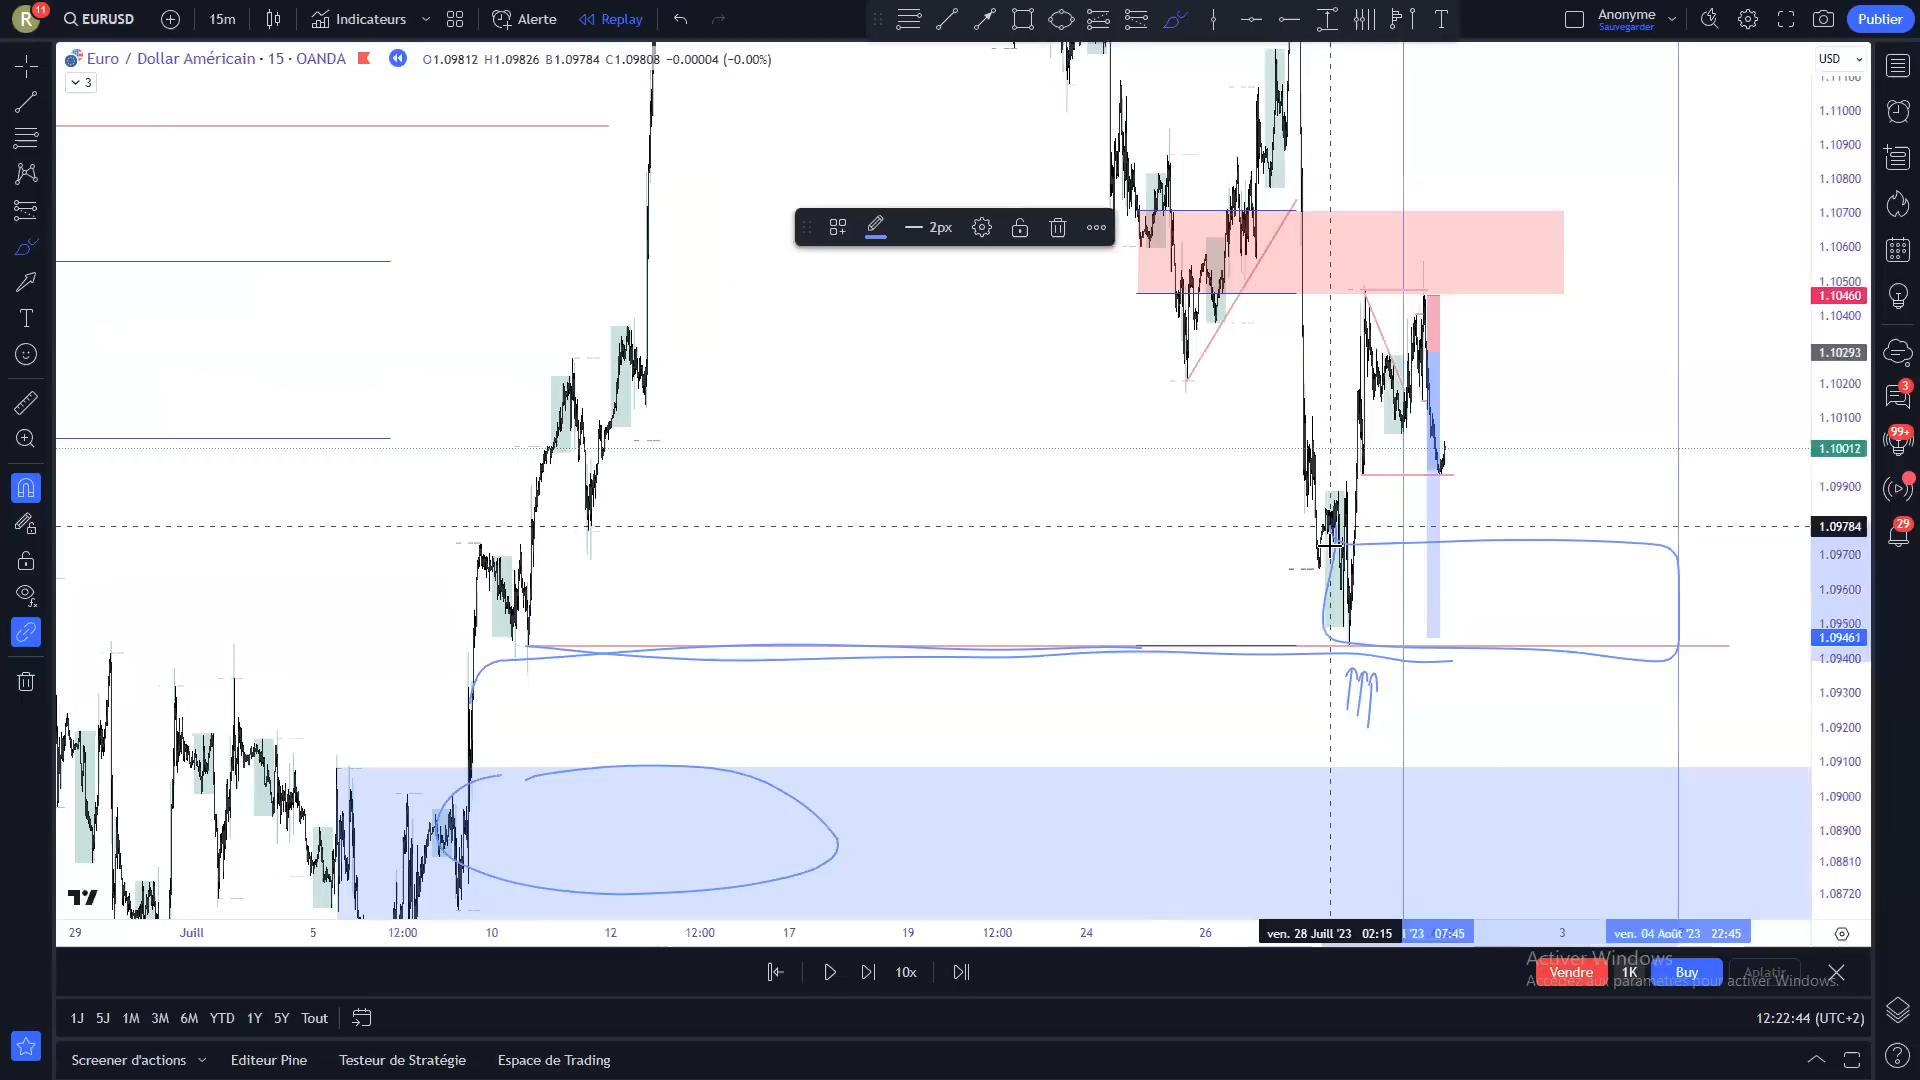 R 11 EURUSD 15m Indicateurs Alerte Replay Anonyme Sauvegarder Publier
Euro / Dollar Américain · 15 · OANDA O1.09812 H1.09826 B1.09784 C1.09808 −0.00004 (−0.00%)
USD
3
1.11000
1.10900
1.10800
1.10700
2px
1.10600
1.10500
1.10460
1.10400
1.10293
1.10200
1.10100
1.10012
1.09900
1.09784
1.09700
1.09600
1.09500
1.09461
1.09400
1.09300
1.09200
1.09100
1.09000
1.08900
1.08810
1.08720
3
99+
29
29 Juill 5 12:00 10 12 12:00 17 19 12:00 24 26 ven. 28 Juill '23 02:15 '23 07:45 3 ven. 04 Août '23 22:45
10x
Vendre 1K Buy Aplatir
Activer Windows
Accédez aux paramètres pour activer Windows.
1J 5J 1M 3M 6M YTD 1Y 5Y Tout 12:22:44 (UTC+2)
Screener d'actions Editeur Pine Testeur de Stratégie Espace de Trading